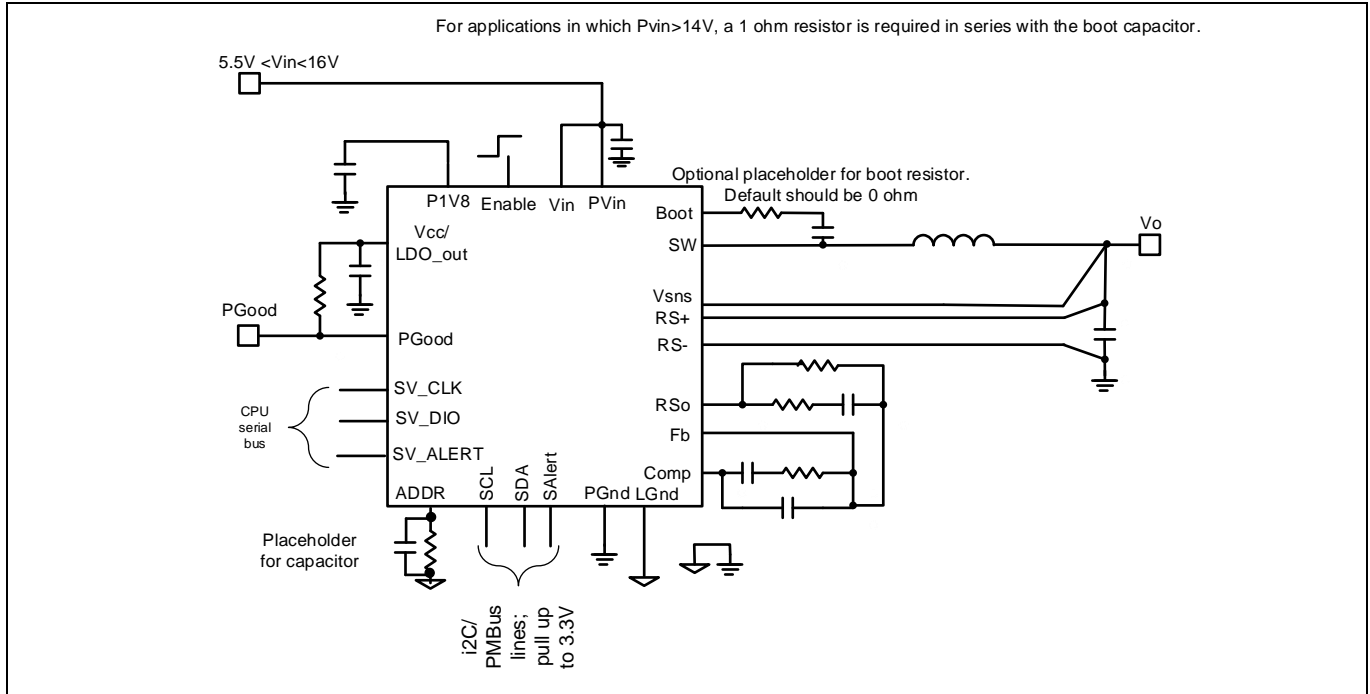 For applications in which Pvin>14V, a 1 ohm resistor is required in series with the boot capacitor.
5.5V <Vin<16V
Optional placeholder for boot resistor.
Default should be 0 ohm
P1V8
Enable
Vin
PVin
Boot
Vo
Vcc/
LDO_out
SW
Vsns
RS+
PGood
PGood
RS-
SV_CLK
RSo
CPU
serial
bus
SV_DIO
Fb
SV_ALERT
Comp
ADDR
SCL
SDA
SAlert
PGnd
LGnd
Placeholder
for capacitor
i2C/
PMBus
lines;
pull up
to 3.3V